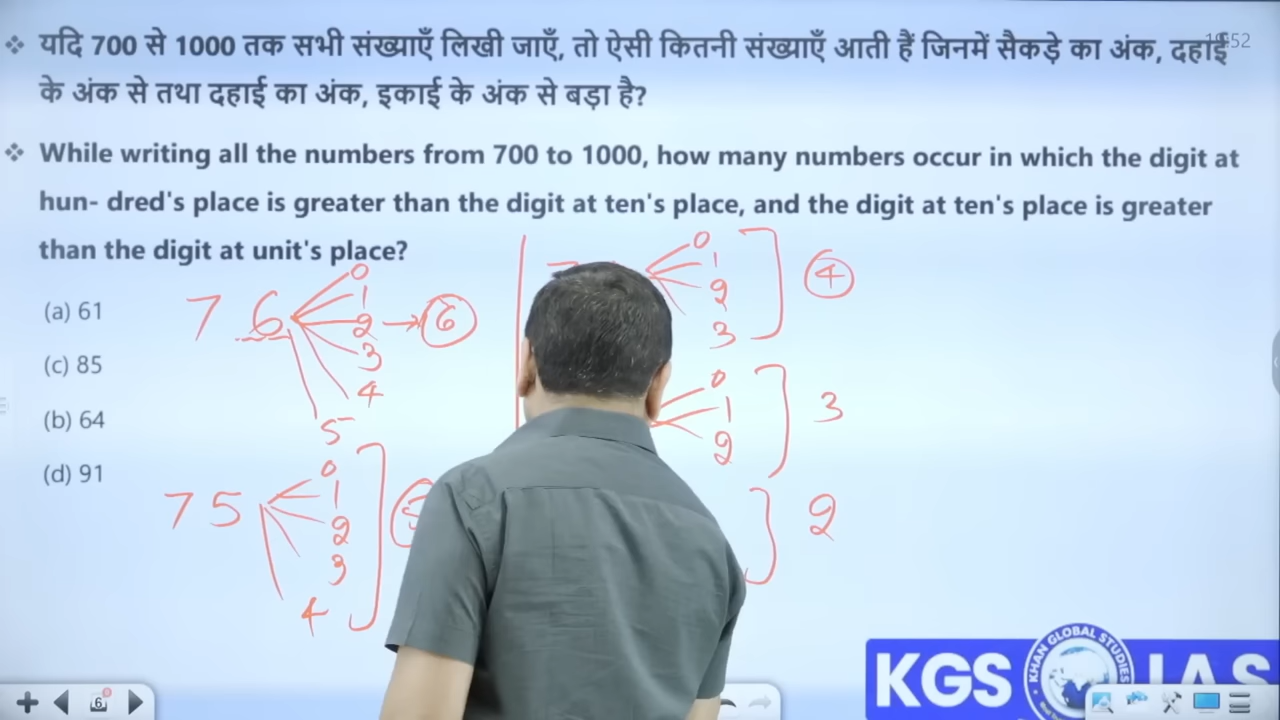 ❖ यदि 700 से 1000 तक सभी संख्याएँ लिखी जाएँ, तो ऐसी कितनी संख्याएँ आती हैं जिनमें सैकड़े का अंक, दहाई
के अंक से तथा दहाई का अंक, इकाई के अंक से बड़ा है?
❖ While writing all the numbers from 700 to 1000, how many numbers occur in which the digit at
hun- dred's place is greater than the digit at ten's place, and the digit at ten's place is greater
than the digit at unit's place?
(a) 61
(c) 85
(b) 64
(d) 91
7 6
0
1
2 → 6
3
4
5
7 5
0
1
2
3
4
0
1
2
3
4
0
1
2
3
2
KGS
KHAN GLOBAL STUDIES
IAS
6